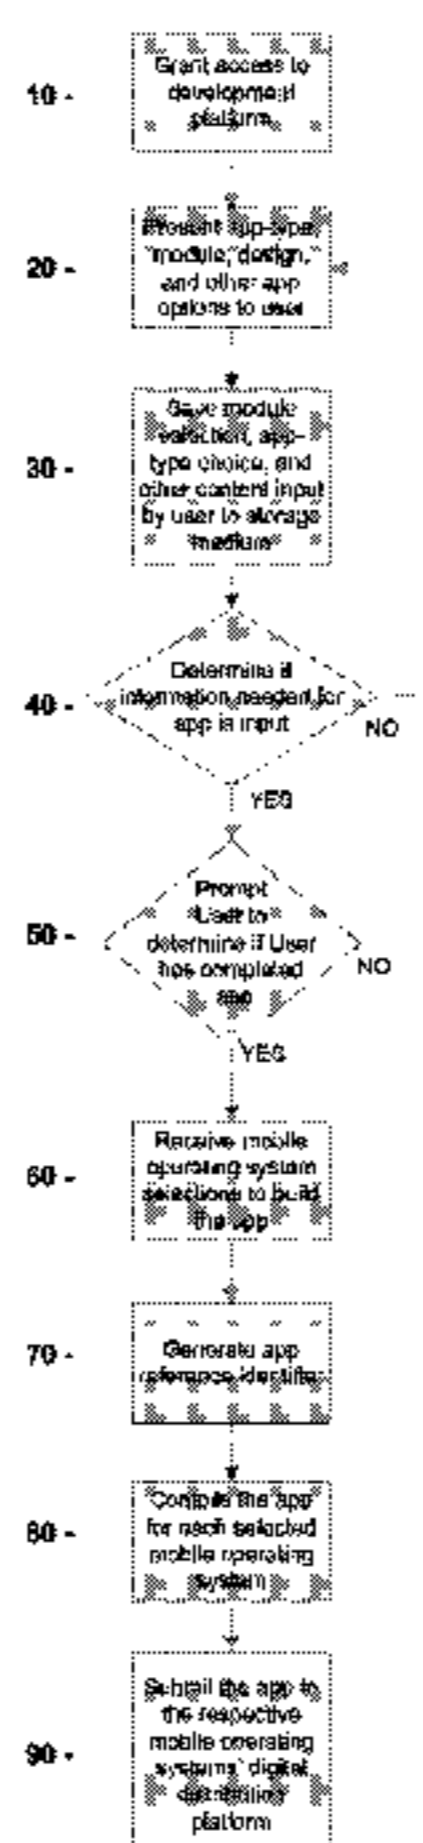 10 -
Grant access to
development
platform
20 -
Present app-type,
module, design,
and other app
options to user
30 -
Save module
selection, app-
type choice, and
other content input
by user to storage
medium
40 -
Determine if
information needed for
app is input
NO
YES
50 -
Prompt
User to
determine if User
has completed
app
NO
YES
60 -
Receive mobile
operating system
selections to build
the app
70 -
Generate app
reference identifier
80 -
Compile the app
for each selected
mobile operating
system
90 -
Submit the app to
the respective
mobile operating
systems' digital
distribution
platform